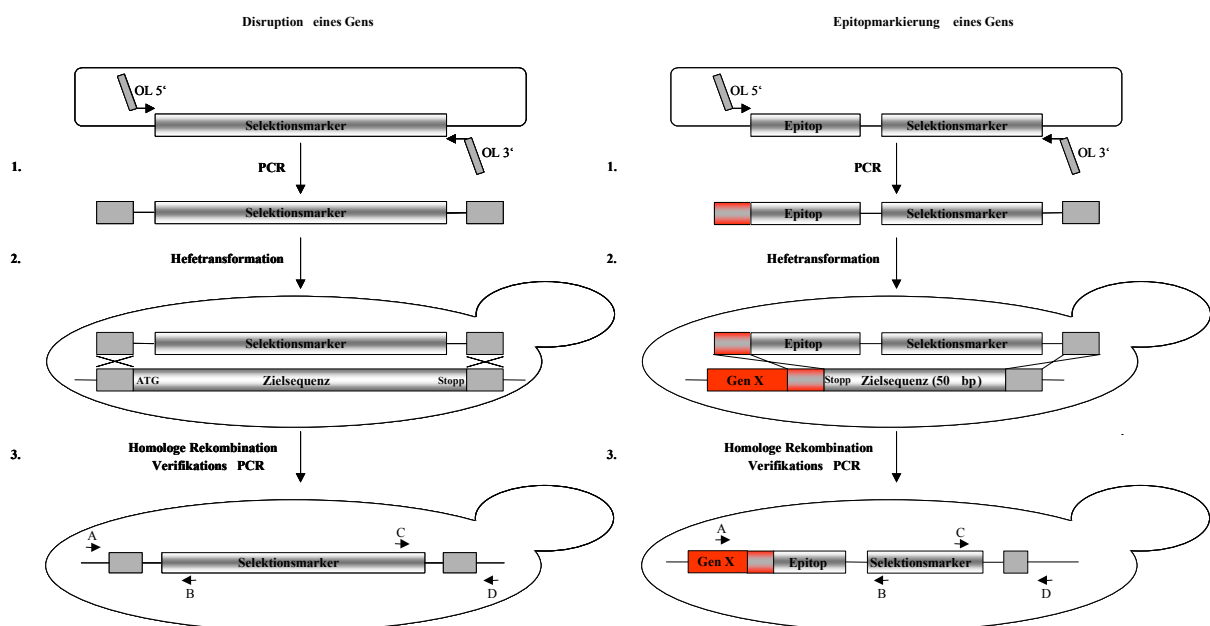 Disruption eines Gens
OL 5‘
Selektionsmarker
OL 3‘
1.
PCR
Selektionsmarker
2.
Hefetransformation
Selektionsmarker
ATG
Zielsequenz
Stopp
3.
Homologe Rekombination
Verifikations PCR
A
C
Selektionsmarker
B
D
Epitopmarkierung eines Gens
OL 5‘
Epitop
Selektionsmarker
OL 3‘
1.
PCR
Epitop
Selektionsmarker
2.
Hefetransformation
Epitop
Selektionsmarker
Gen X
Stopp
Zielsequenz (50 bp)
3.
Homologe Rekombination
Verifikations PCR
A
C
Gen X
Epitop
Selektionsmarker
B
D